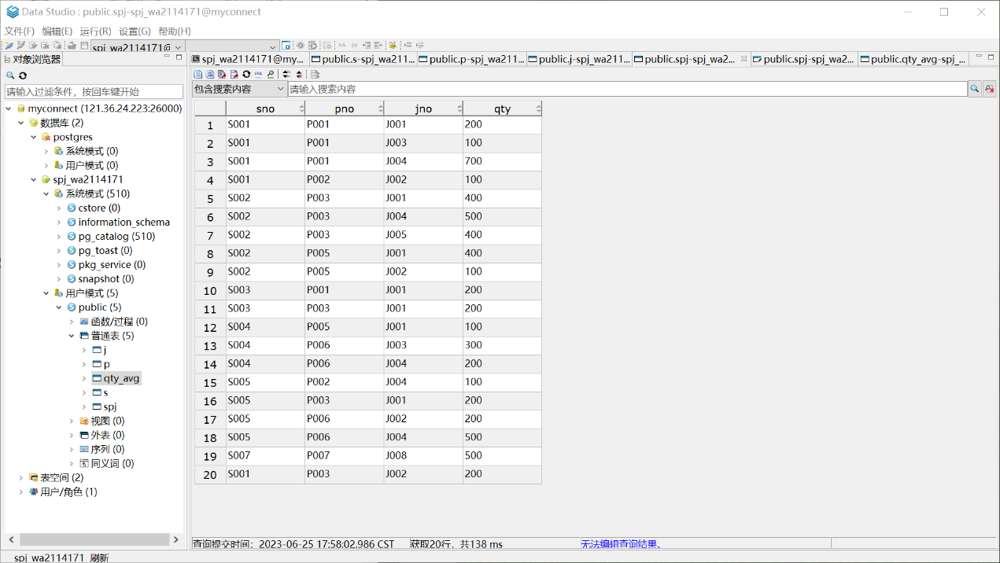 Data Studio : public.spj-spj_wa2114171@myconnect
文件(F) 编辑(E) 运行(R) 设置(G) 帮助(H)
spj_wa2114171@
对象浏览器
spj_wa2114171@my... public.s-spj_wa211... public.p-spj_wa211... public.j-spj_wa211... public.spj-spj_wa2... public.spj-spj_wa2... public.qty_avg-spj_...
请输入过滤条件，按回车键开始
包含搜索内容 请输入搜索内容
myconnect (121.36.24.223:26000)
数据库 (2)
postgres
系统模式 (0)
用户模式 (0)
spj_wa2114171
系统模式 (510)
cstore (0)
information_schema
pg_catalog (510)
pg_toast (0)
pkg_service (0)
snapshot (0)
用户模式 (5)
public (5)
函数/过程 (0)
普通表 (5)
j
p
qty_avg
s
spj
视图 (0)
外表 (0)
序列 (0)
同义词 (0)
表空间 (2)
用户/角色 (1)
sno pno jno qty
1 S001 P001 J001 200
2 S001 P001 J003 100
3 S001 P001 J004 700
4 S001 P002 J002 100
5 S002 P003 J001 400
6 S002 P003 J004 500
7 S002 P003 J005 400
8 S002 P005 J001 400
9 S002 P005 J002 100
10 S003 P001 J001 200
11 S003 P003 J001 200
12 S004 P005 J001 100
13 S004 P006 J003 300
14 S004 P006 J004 200
15 S005 P002 J004 100
16 S005 P003 J001 200
17 S005 P006 J002 200
18 S005 P006 J004 500
19 S007 P007 J008 500
20 S001 P003 J002 200
查询提交时间：2023-06-25 17:58:02.986 CST 获取20行，共138 ms 无法编辑查询结果。
spj_wa2114171 刷新